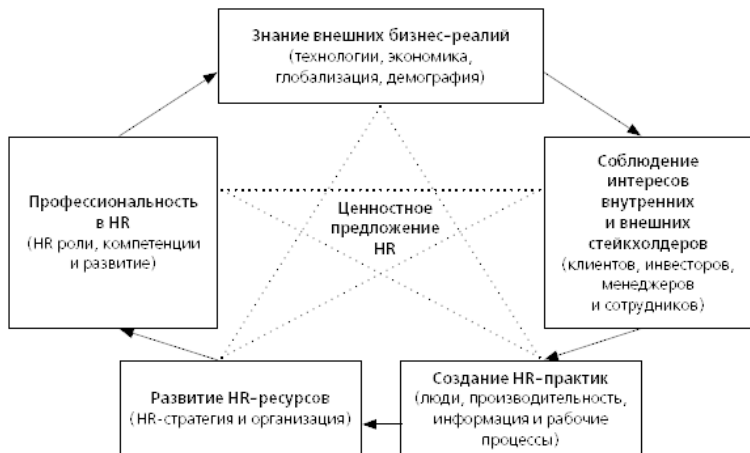 Знание внешних бизнес-реалий
(технологии, экономика,
глобализация, демография)
Соблюдение
интересов
внутренних
и внешних
стейкхолдеров
(клиентов, инвесторов,
менеджеров
и сотрудников)
Профессиональность
в HR
(HR роли, компетенции
и развитие)
Ценностное
предложение
HR
Развитие HR-ресурсов
(HR-стратегия и организация)
Создание HR-практик
(люди, производительность,
информация и рабочие
процессы)